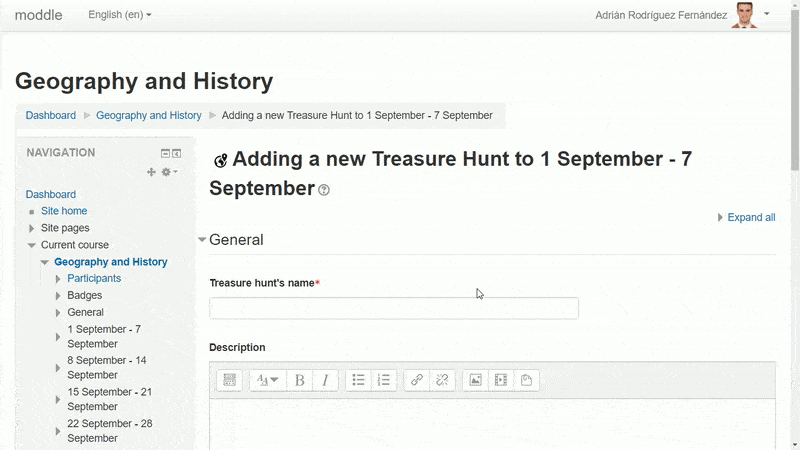 moddle English (en) Adrián Rodríguez Fernández
Geography and History
Dashboard Geography and History Adding a new Treasure Hunt to 1 September - 7 September
NAVIGATION
Dashboard
Site home
Site pages
Current course
Geography and History
Participants
Badges
General
1 September - 7
September
8 September - 14
September
15 September - 21
September
22 September - 28
September
Adding a new Treasure Hunt to 1 September - 7
September
Expand all
General
Treasure hunt's name*
Description